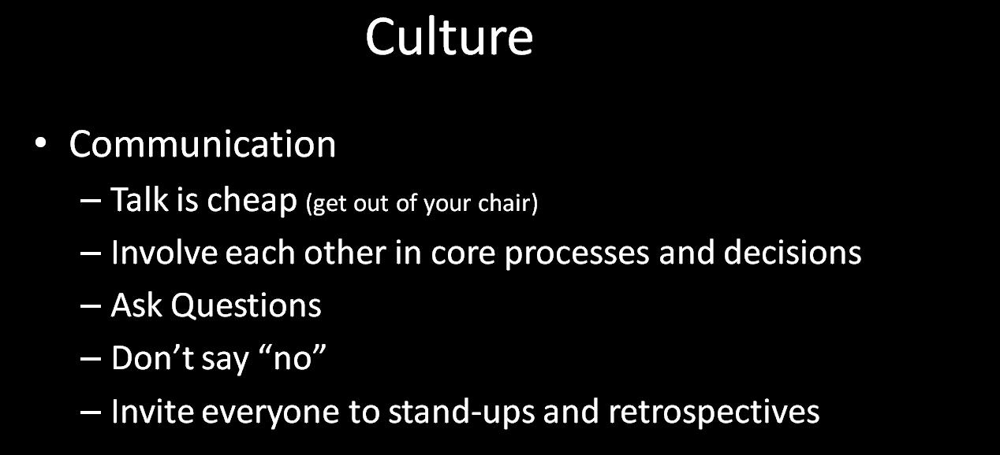 Culture
• Communication
– Talk is cheap (get out of your chair)
– Involve each other in core processes and decisions
– Ask Questions
– Don’t say “no”
– Invite everyone to stand-ups and retrospectives